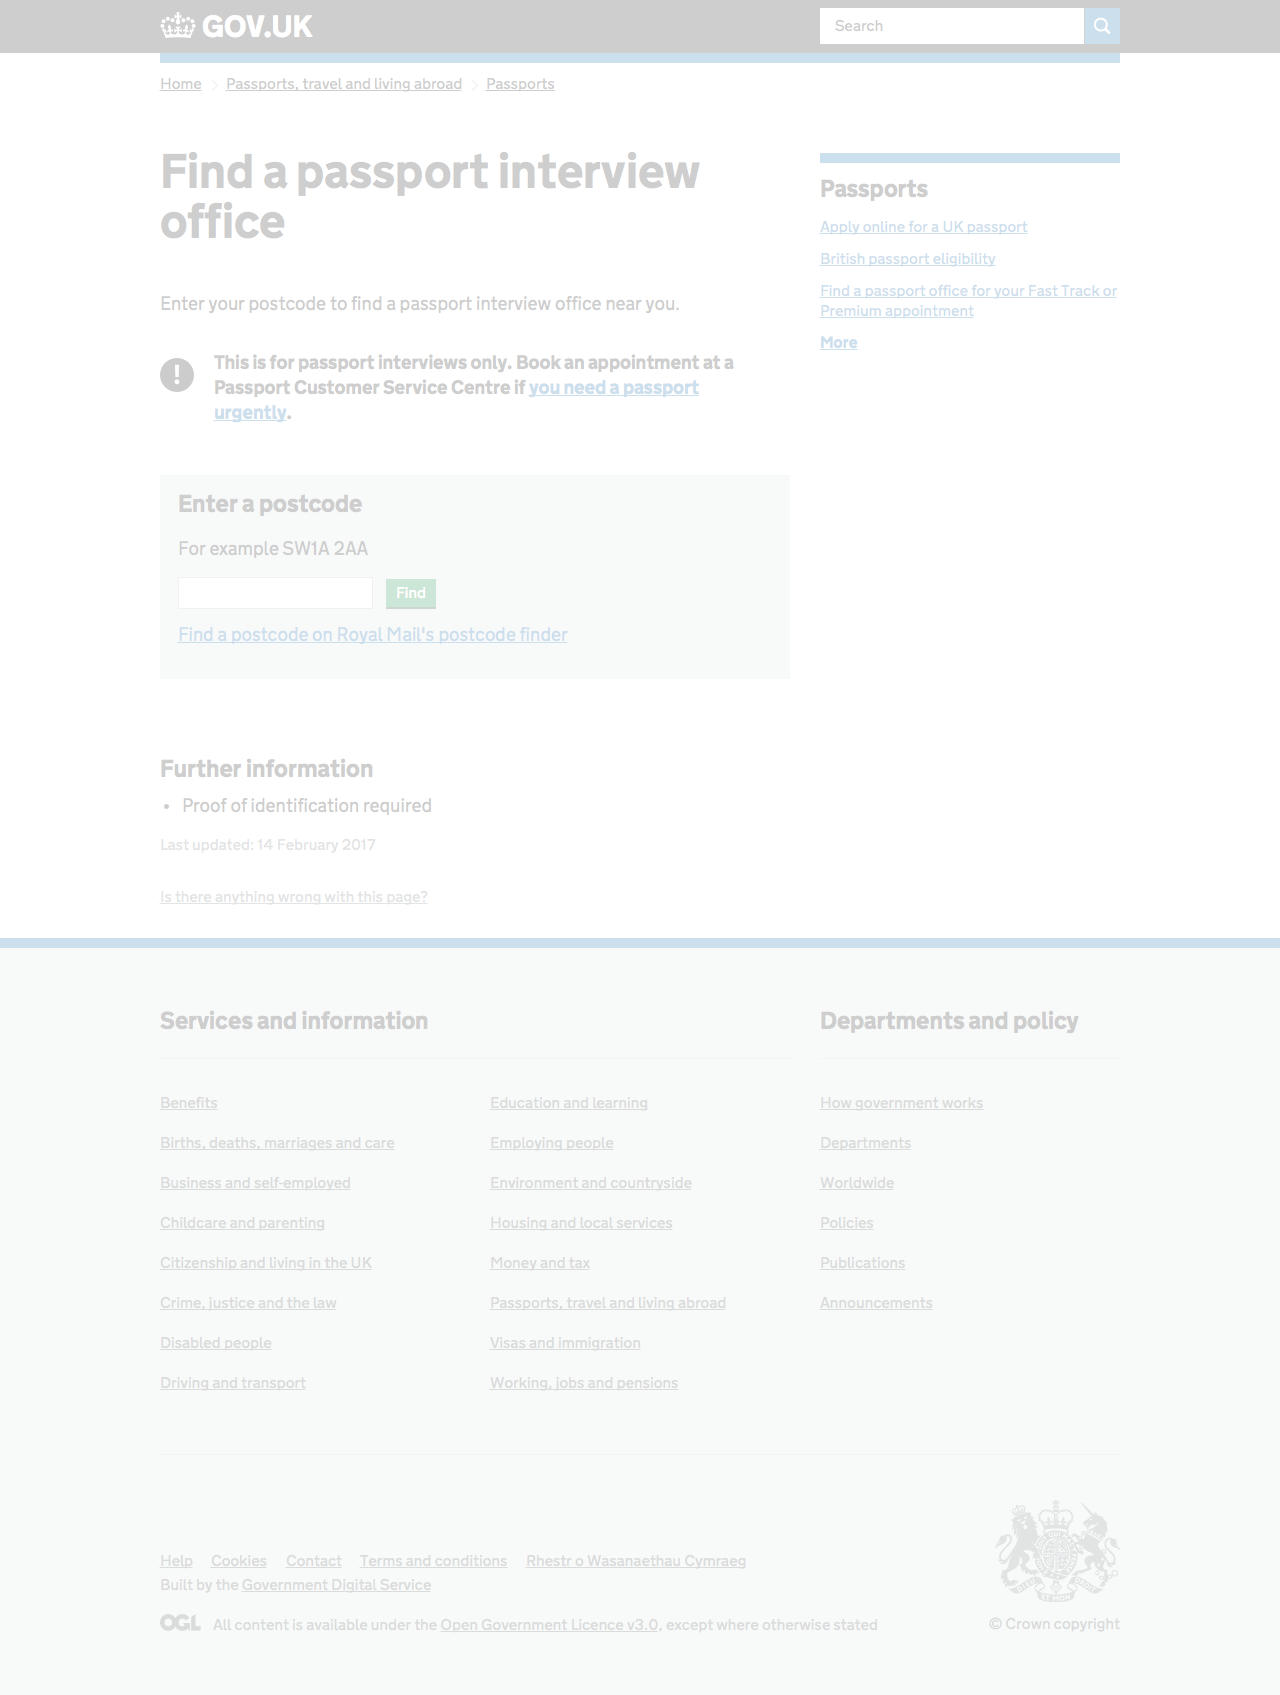 GOV.UK
Search
Home
Passports, travel and living abroad
Passports
Find a passport interview
office
Enter your postcode to find a passport interview office near you.
This is for passport interviews only. Book an appointment at a
Passport Customer Service Centre if you need a passport
urgently.
Enter a postcode
For example SW1A 2AA
Find
Find a postcode on Royal Mail's postcode finder
Further information
• Proof of identification required
Last updated: 14 February 2017
Is there anything wrong with this page?
Passports
Apply online for a UK passport
British passport eligibility
Find a passport office for your Fast Track or
Premium appointment
More
Services and information
Benefits
Births, deaths, marriages and care
Business and self-employed
Childcare and parenting
Citizenship and living in the UK
Crime, justice and the law
Disabled people
Driving and transport
Education and learning
Employing people
Environment and countryside
Housing and local services
Money and tax
Passports, travel and living abroad
Visas and immigration
Working, jobs and pensions
Departments and policy
How government works
Departments
Worldwide
Policies
Publications
Announcements
Help Cookies Contact Terms and conditions Rhestr o Wasanaethau Cymraeg
Built by the Government Digital Service
OGL All content is available under the Open Government Licence v3.0, except where otherwise stated
© Crown copyright